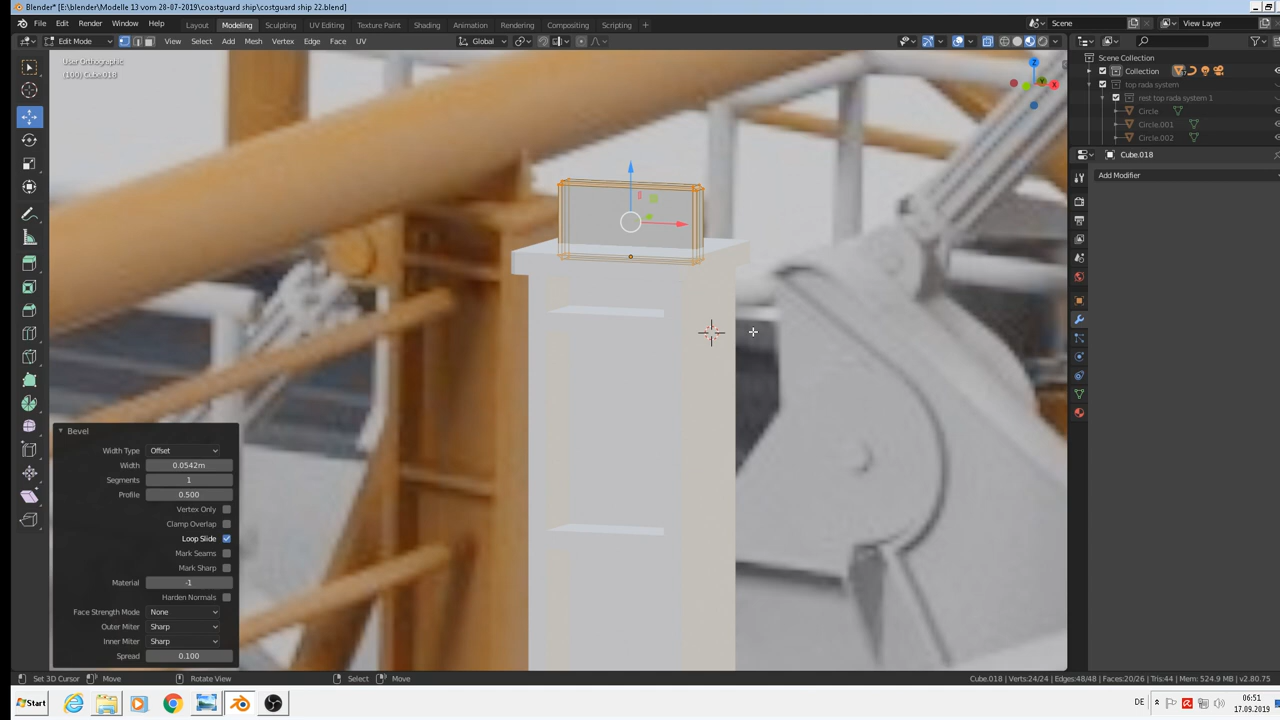 Blender* [E:\blender\Modelle 13 vom 28-07-2019\coastguard ship\costguard ship 22.blend]
File Edit Render Window Help Layout Modeling Sculpting UV Editing Texture Paint Shading Animation Rendering Compositing Scripting Scene View Layer
Edit Mode View Select Add Mesh Vertex Edge Face UV Global
User Orthographic
(100) Cube.018
Z
Y
X
Scene Collection
Collection
top rada system
rest top rada system 1
Circle
Circle.001
Circle.002
Cube.018
Add Modifier
Bevel
Width Type Offset
Width 0.0542m
Segments 1
Profile 0.500
Vertex Only
Clamp Overlap
Loop Slide
Mark Seams
Mark Sharp
Material -1
Harden Normals
Face Strength Mode None
Outer Miter Sharp
Inner Miter Sharp
Spread 0.100
Set 3D Cursor Move Rotate View Select Move Cube.018 | Verts:24/24 | Edges:48/48 | Faces:20/26 | Tris:44 | Mem: 524.9 MB | v2.80.75
Start DE 06:51
17.09.2019